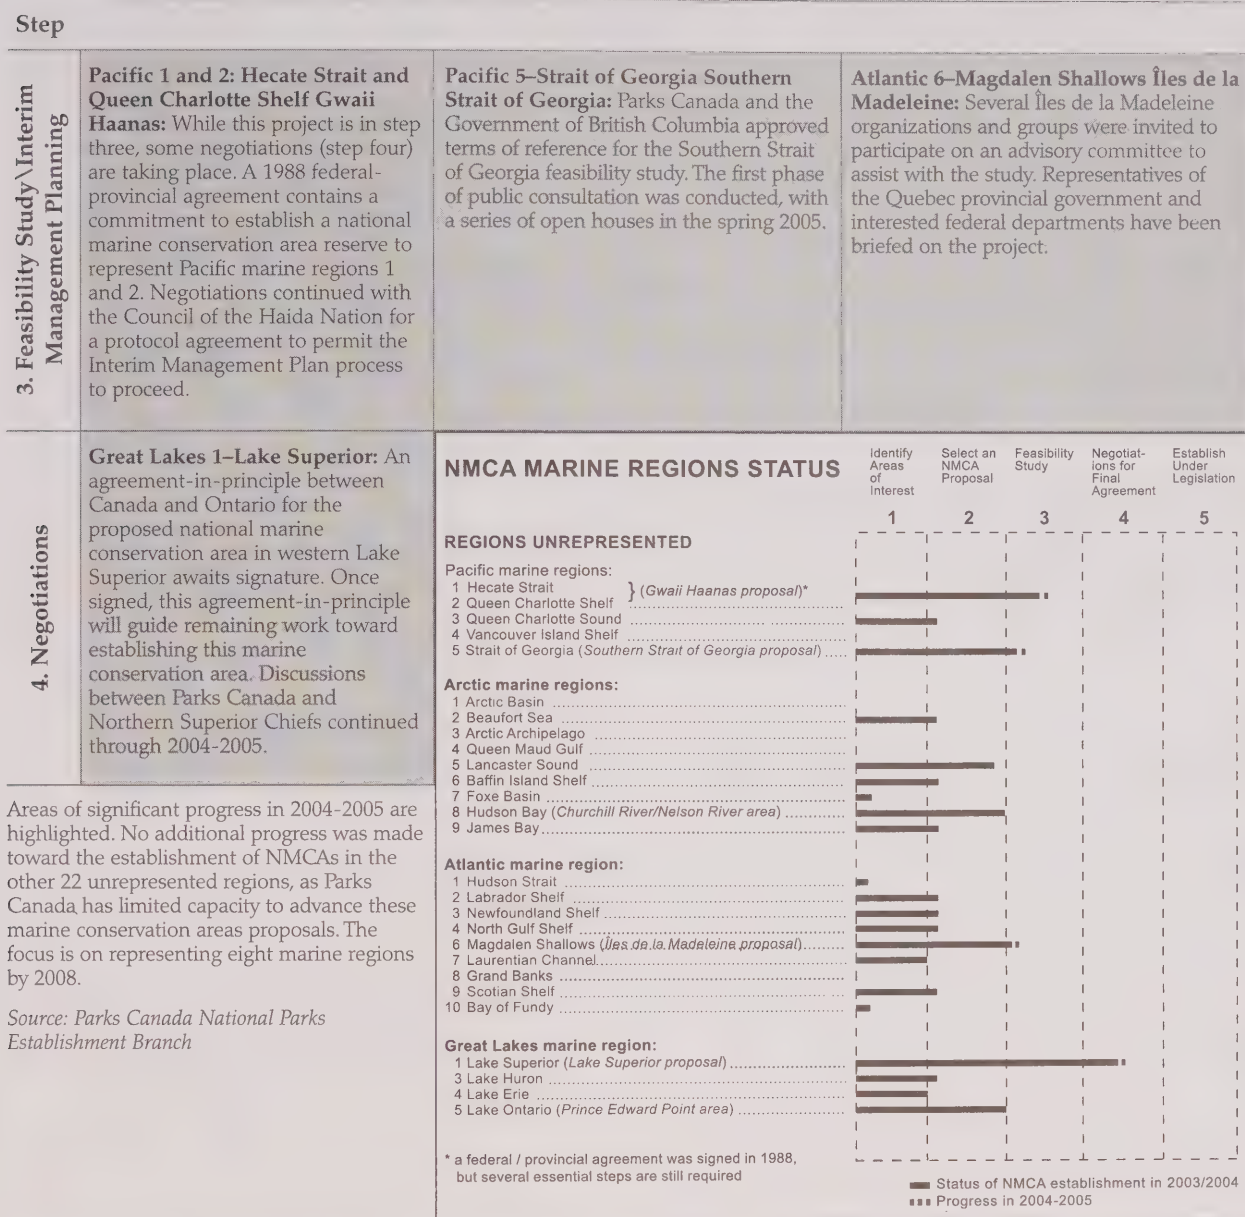 Step
3. Feasibility Study\Interim
Management Planning
Pacific 1 and 2: Hecate Strait and
Queen Charlotte Shelf Gwaii
Haanas: While this project is in step
three, some negotiations (step four)
are taking place. A 1988 federal-
provincial agreement contains a
commitment to establish a national
marine conservation area reserve to
represent Pacific marine regions 1
and 2. Negotiations continued with
the Council of the Haida Nation for
a protocol agreement to permit the
Interim Management Plan process
to proceed.
Pacific 5–Strait of Georgia Southern
Strait of Georgia: Parks Canada and the
Government of British Columbia approved
terms of reference for the Southern Strait
of Georgia feasibility study. The first phase
of public consultation was conducted, with
a series of open houses in the spring 2005.
Atlantic 6–Magdalen Shallows Îles de la
Madeleine: Several Îles de la Madeleine
organizations and groups were invited to
participate on an advisory committee to
assist with the study. Representatives of
the Quebec provincial government and
interested federal departments have been
briefed on the project.
4. Negotiations
Great Lakes 1–Lake Superior: An
agreement-in-principle between
Canada and Ontario for the
proposed national marine
conservation area in western Lake
Superior awaits signature. Once
signed, this agreement-in-principle
will guide remaining work toward
establishing this marine
conservation area. Discussions
between Parks Canada and
Northern Superior Chiefs continued
through 2004-2005.
Areas of significant progress in 2004-2005 are
highlighted. No additional progress was made
toward the establishment of NMCAs in the
other 22 unrepresented regions, as Parks
Canada has limited capacity to advance these
marine conservation areas proposals. The
focus is on representing eight marine regions
by 2008.
Source: Parks Canada National Parks
Establishment Branch
NMCA MARINE REGIONS STATUS
Identify
Areas
of
Interest
Select an
NMCA
Proposal
Feasibility
Study
Negotiat-
ions for
Final
Agreement
Establish
Under
Legislation
1 2 3 4 5
REGIONS UNREPRESENTED
Pacific marine regions:
1 Hecate Strait
} (Gwaii Haanas proposal)*
2 Queen Charlotte Shelf
3 Queen Charlotte Sound
4 Vancouver Island Shelf
5 Strait of Georgia (Southern Strait of Georgia proposal)
Arctic marine regions:
1 Arctic Basin
2 Beaufort Sea
3 Arctic Archipelago
4 Queen Maud Gulf
5 Lancaster Sound
6 Baffin Island Shelf
7 Foxe Basin
8 Hudson Bay (Churchill River/Nelson River area)
9 James Bay
Atlantic marine region:
1 Hudson Strait
2 Labrador Shelf
3 Newfoundland Shelf
4 North Gulf Shelf
6 Magdalen Shallows (Îles de la Madeleine proposal)
7 Laurentian Channel
8 Grand Banks
9 Scotian Shelf
10 Bay of Fundy
Great Lakes marine region:
1 Lake Superior (Lake Superior proposal)
3 Lake Huron
4 Lake Erie
5 Lake Ontario (Prince Edward Point area)
* a federal / provincial agreement was signed in 1988,
but several essential steps are still required
Status of NMCA establishment in 2003/2004
Progress in 2004-2005